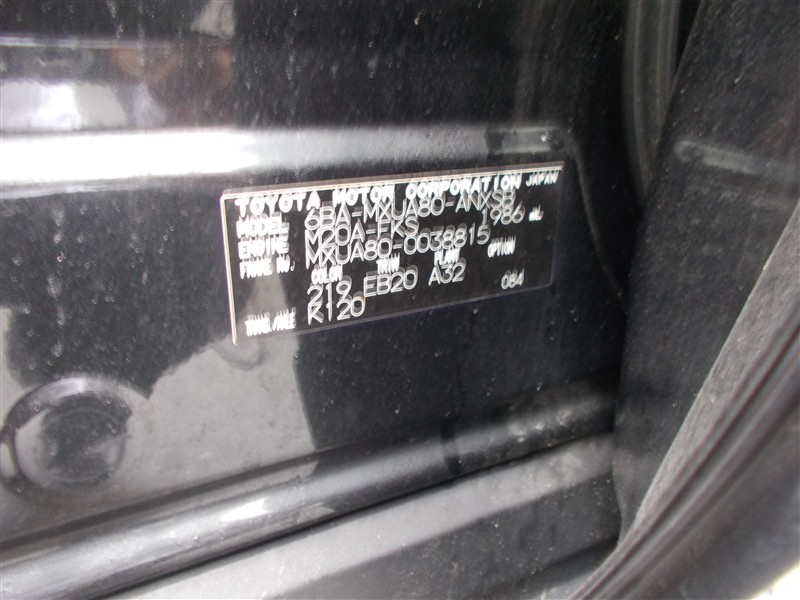 TOYOTA MOTOR CORPORATION JAPAN
MODEL 6BA-MXUA80-ANXSB
ENGINE M20A-FKS 1986 mL
FRAME No. MXUA80-0038815
COLOR TRIM PLANT OPTION
219 EB20 A32 084
TRANS./AXLE K120